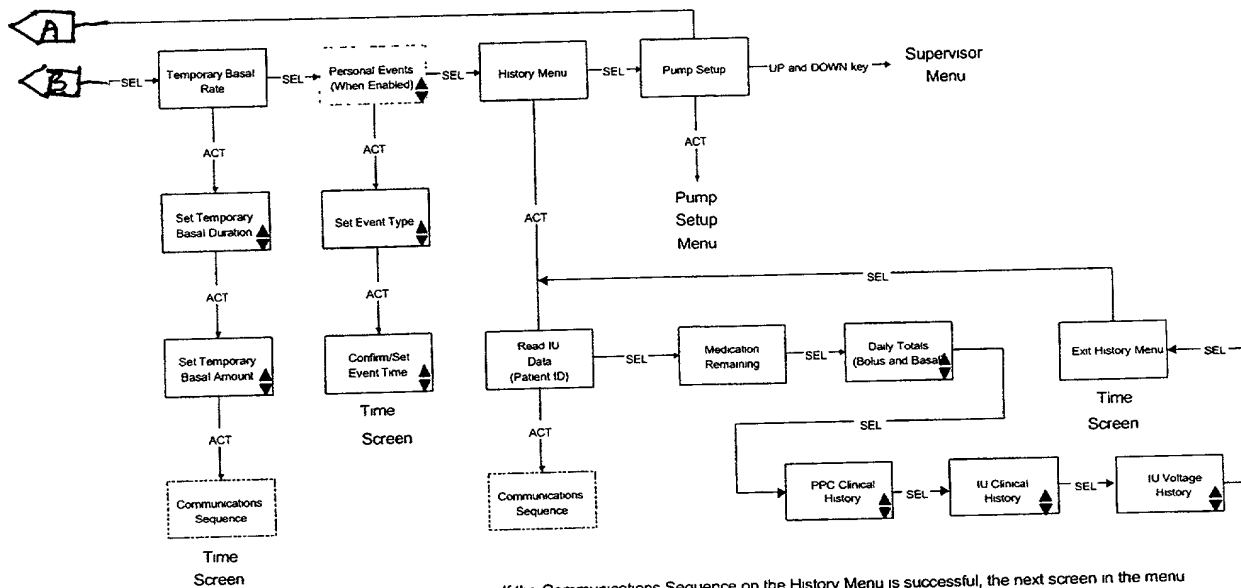 A
B
SEL
Temporary Basal
Rate
SEL
Personal Events
(When Enabled)
SEL
History Menu
SEL
Pump Setup
UP and DOWN key
Supervisor
Menu
ACT
ACT
ACT
ACT
Set Temporary
Basal Duration
Set Event Type
Pump
Setup
Menu
ACT
ACT
SEL
Set Temporary
Basal Amount
Confirm/Set
Event Time
Read IU
Data
(Patient ID)
SEL
Medication
Remaining
SEL
Daily Totals
(Bolus and Basal)
Exit History Menu
SEL
Time
Screen
Time
Screen
ACT
ACT
SEL
Communications
Sequence
Communications
Sequence
PPC Clinical
History
SEL
IU Clinical
History
SEL
IU Voltage
History
Time
Screen
If the Communications Sequence on the History Menu is successful, the next screen in the menu